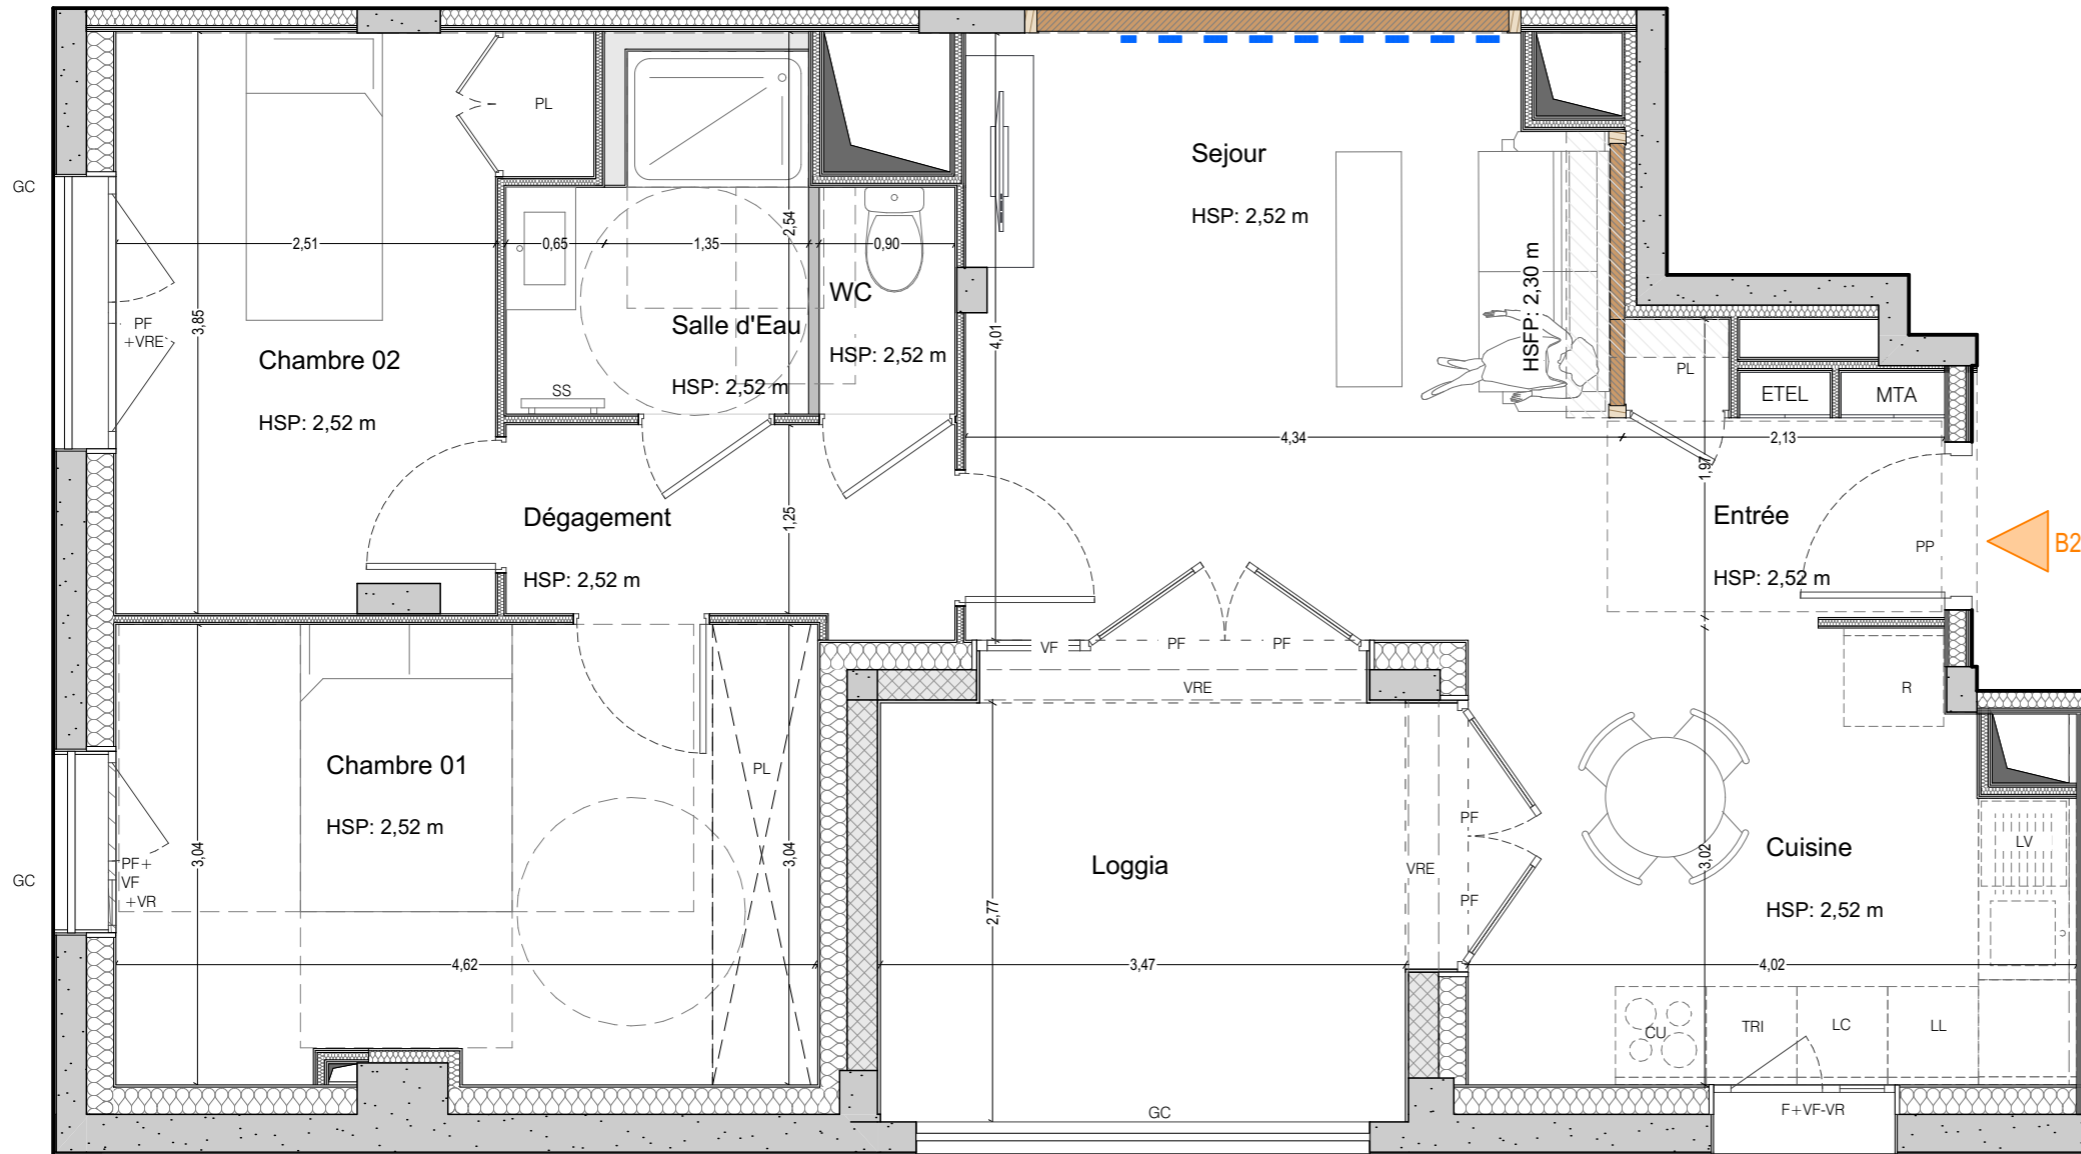 GC
PL
Sejour
HSP: 2,52 m
2,51
0,65
1,35
2,54
0,90
HSFP: 2,30 m
WC
HSP: 2,52 m
Salle d'Eau
HSP: 2,52 m
PF
+VRE
3,85
Chambre 02
HSP: 2,52 m
4,01
SS
PL
ETEL
MTA
4,34
2,13
1,97
Dégagement
HSP: 2,52 m
1,25
Entrée
HSP: 2,52 m
PP
B2
VF
PF
PF
VRE
R
Chambre 01
HSP: 2,52 m
PL
3,04
3,04
GC
PF+
VF
+VR
4,62
Loggia
2,77
3,47
VRE
PF
PF
3,02
Cuisine
HSP: 2,52 m
LV
4,02
CU
TRI
LC
LL
GC
F+VF-VR